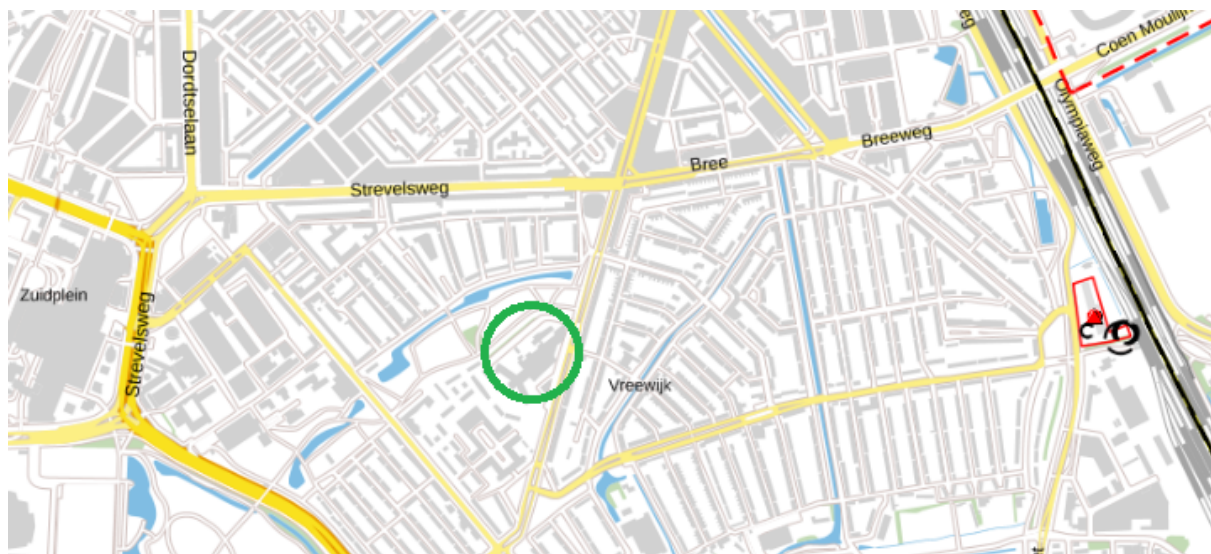 Dordtselaan
Coen Moulijn
Olympiaweg
Breeweg
Bree
Strevelsweg
Zuidplein
Strevelsweg
Vreewijk